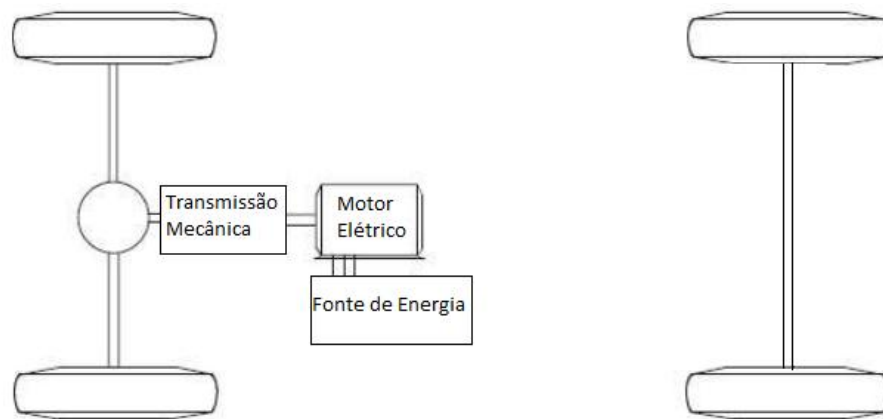 Transmissão
Mecânica
Motor
Elétrico
Fonte de Energia